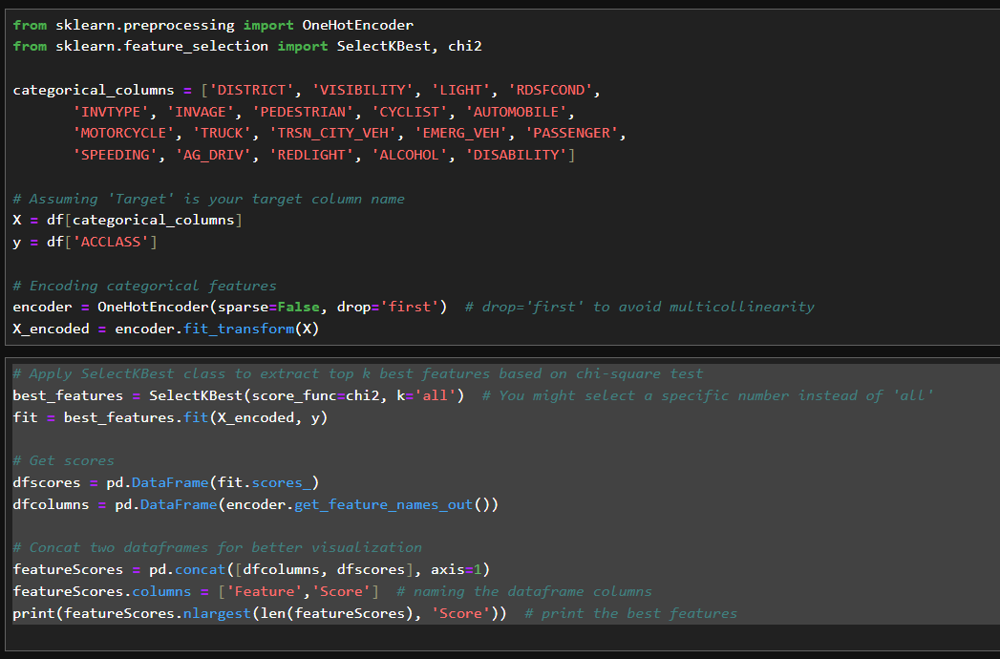 from sklearn.preprocessing import OneHotEncoder
from sklearn.feature_selection import SelectKBest, chi2
categorical_columns = ['DISTRICT', 'VISIBILITY', 'LIGHT', 'RDSFCOND',
'INVTYPE', 'INVAGE', 'PEDESTRIAN', 'CYCLIST', 'AUTOMOBILE',
'MOTORCYCLE', 'TRUCK', 'TRSN_CITY_VEH', 'EMERG_VEH', 'PASSENGER',
'SPEEDING', 'AG_DRIV', 'REDLIGHT', 'ALCOHOL', 'DISABILITY']
# Assuming 'Target' is your target column name
X = df[categorical_columns]
y = df['ACCLASS']
# Encoding categorical features
encoder = OneHotEncoder(sparse=False, drop='first')  # drop='first' to avoid multicollinearity
X_encoded = encoder.fit_transform(X)
# Apply SelectKBest class to extract top k best features based on chi-square test
best_features = SelectKBest(score_func=chi2, k='all')  # You might select a specific number instead of 'all'
fit = best_features.fit(X_encoded, y)
# Get scores
dfscores = pd.DataFrame(fit.scores_)
dfcolumns = pd.DataFrame(encoder.get_feature_names_out())
# Concat two dataframes for better visualization
featureScores = pd.concat([dfcolumns, dfscores], axis=1)
featureScores.columns = ['Feature','Score']  # naming the dataframe columns
print(featureScores.nlargest(len(featureScores), 'Score'))  # print the best features